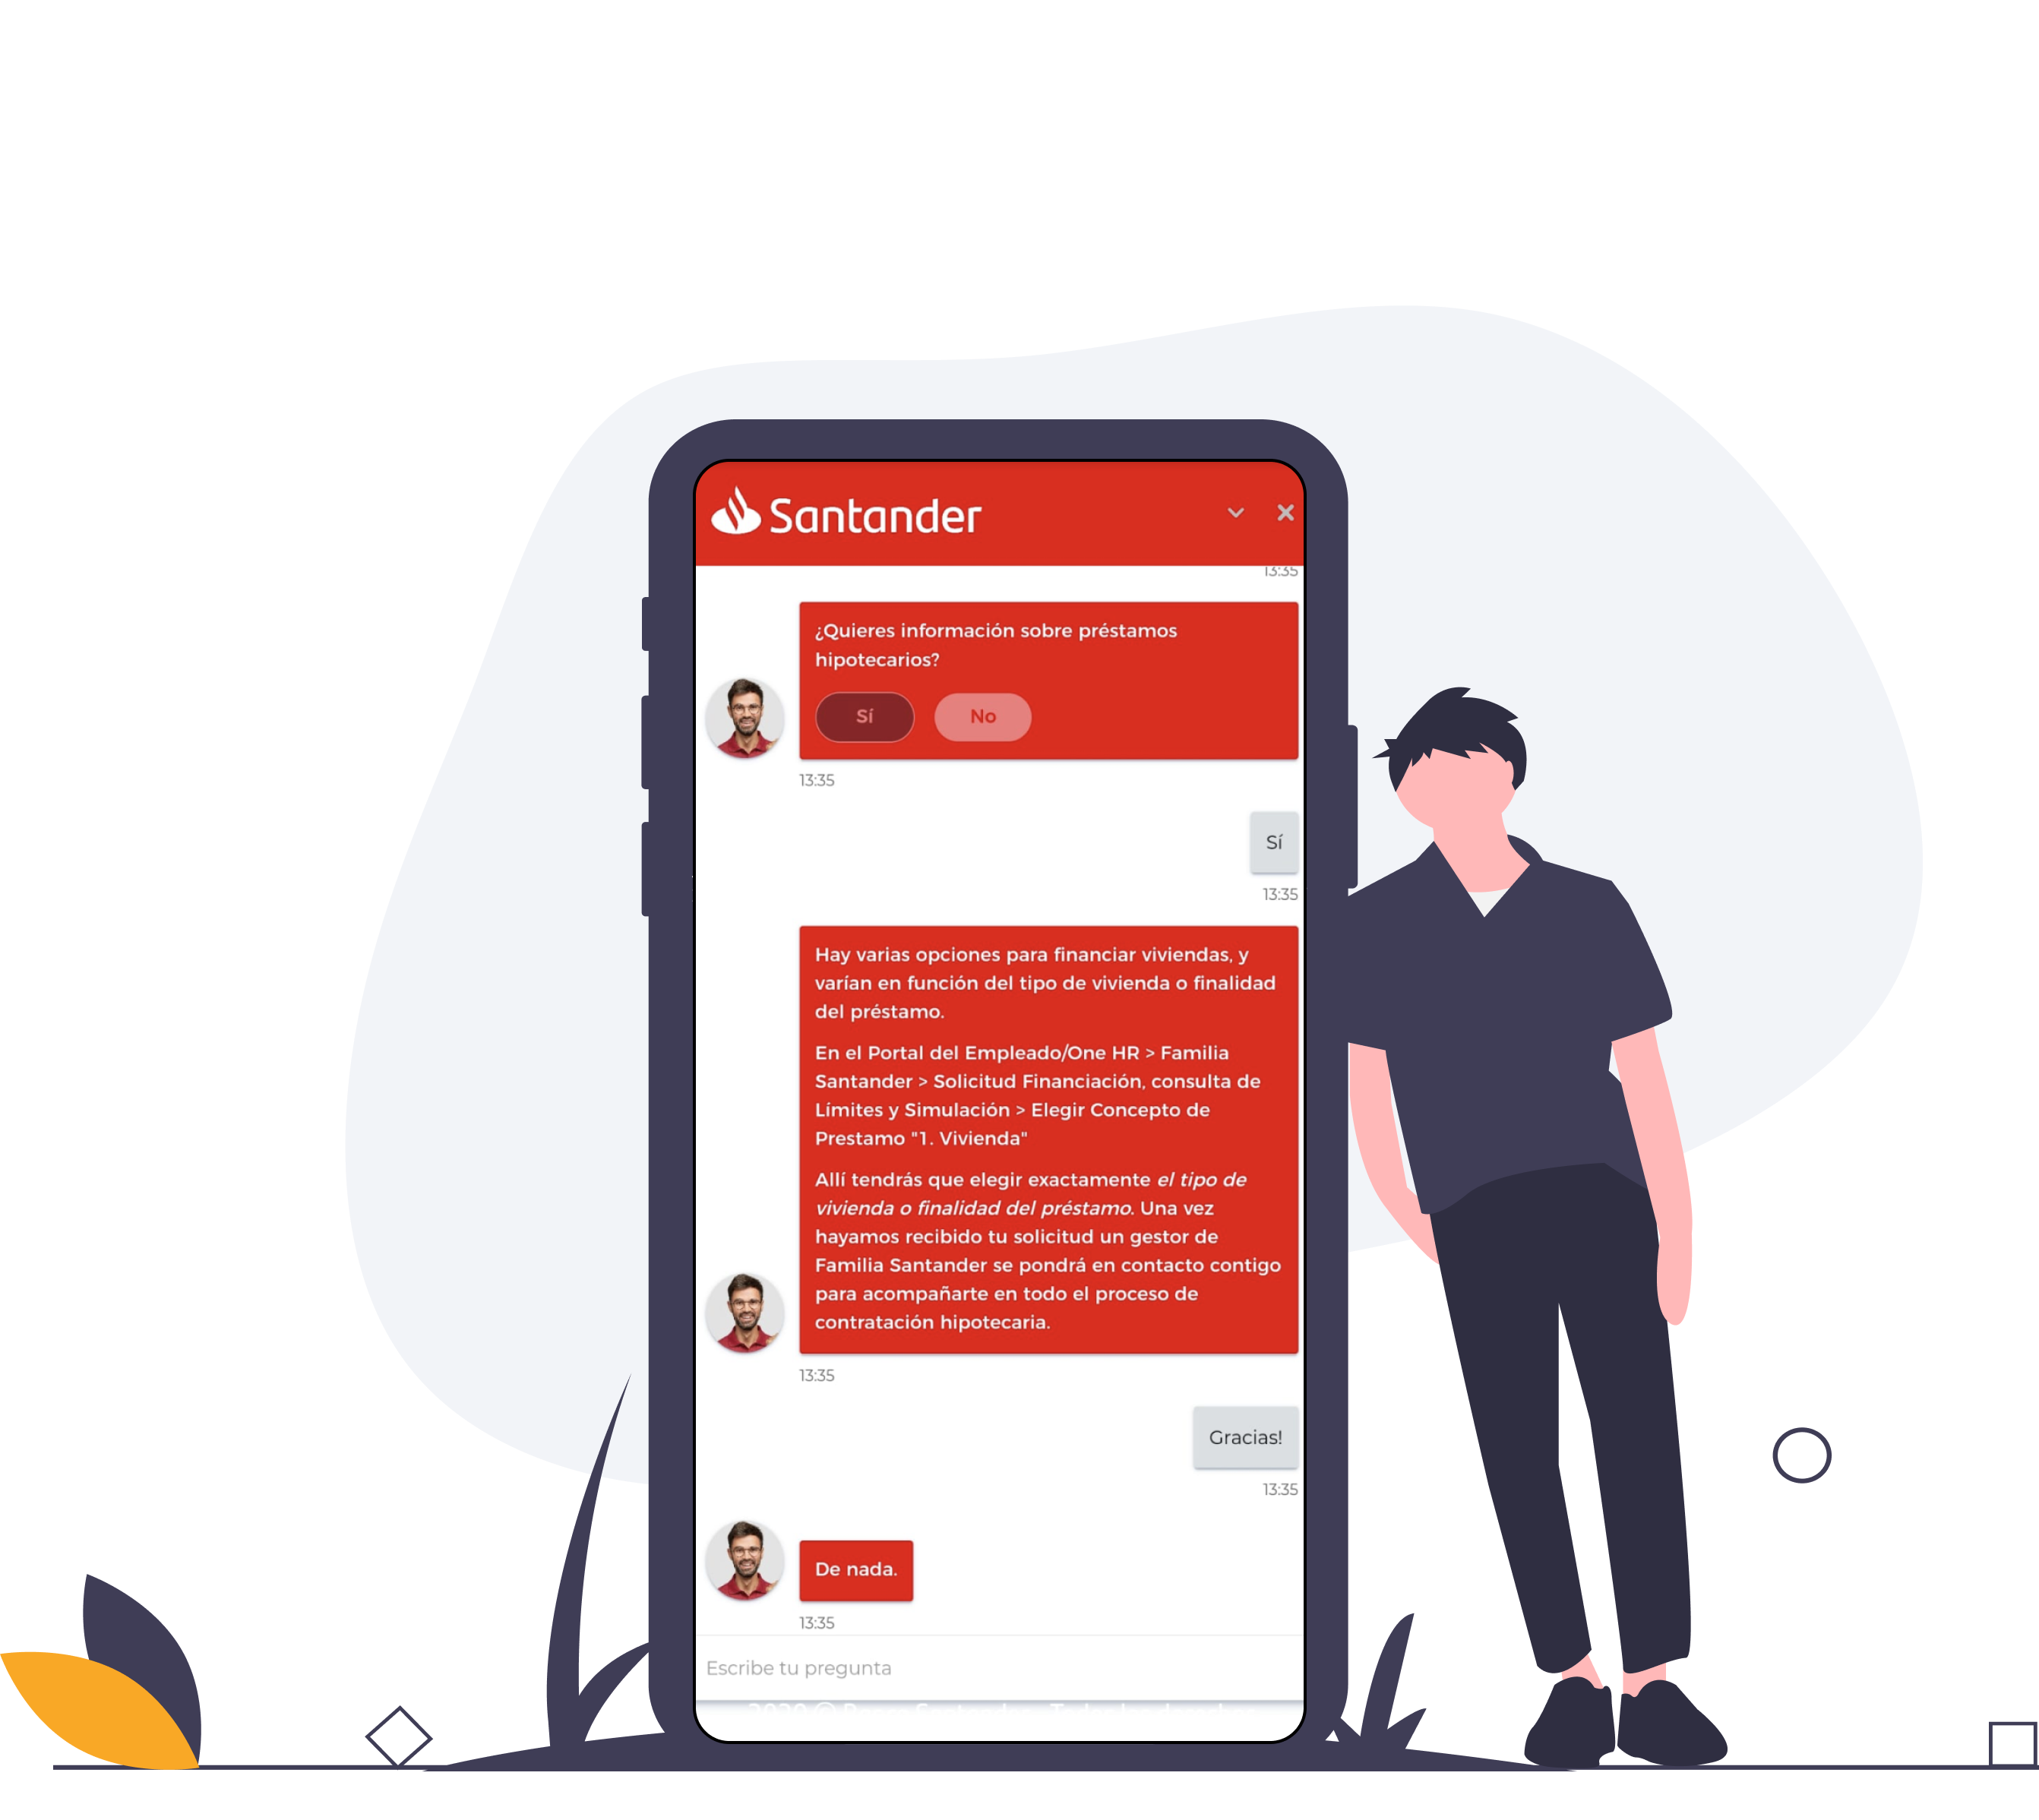 Santander
13:35
¿Quieres información sobre préstamos
hipotecarios?
Sí No
13:35
Sí
13:35
Hay varias opciones para financiar viviendas, y
varían en función del tipo de vivienda o finalidad
del préstamo.
En el Portal del Empleado/One HR > Familia
Santander > Solicitud Financiación, consulta de
Límites y Simulación > Elegir Concepto de
Prestamo "1. Vivienda"
Allí tendrás que elegir exactamente el tipo de
vivienda o finalidad del préstamo. Una vez
hayamos recibido tu solicitud un gestor de
Familia Santander se pondrá en contacto contigo
para acompañarte en todo el proceso de
contratación hipotecaria.
13:35
Gracias!
13:35
De nada.
13:35
Escribe tu pregunta